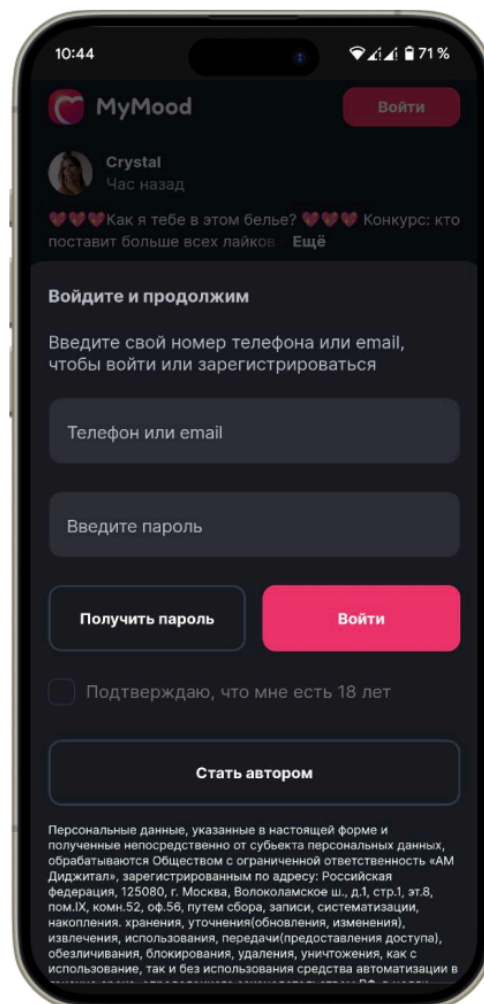 10:44
71 %
MyMood
Войти
Crystal
Час назад
💖💖💖Как я тебе в этом белье? 💖💖💖 Конкурс: кто
поставит больше всех лайков Ещё
Войдите и продолжим
Введите свой номер телефона или email,
чтобы войти или зарегистрироваться
Телефон или email
Введите пароль
Получить пароль
Войти
Подтверждаю, что мне есть 18 лет
Стать автором
Персональные данные, указанные в настоящей форме и
полученные непосредственно от субъекта персональных данных,
обрабатываются Обществом с ограниченной ответственность «АМ
Диджитал», зарегистрированным по адресу: Российская
федерация, 125080, г. Москва, Волоколамское ш., д.1, стр.1, эт.8,
пом.IX, комн.52, оф.56, путем сбора, записи, систематизации,
накопления. хранения, уточнения(обновления, изменения),
извлечения, использования, передачи(предоставления доступа),
обезличивания, блокирования, удаления, уничтожения, как с
использование, так и без использования средства автоматизации в